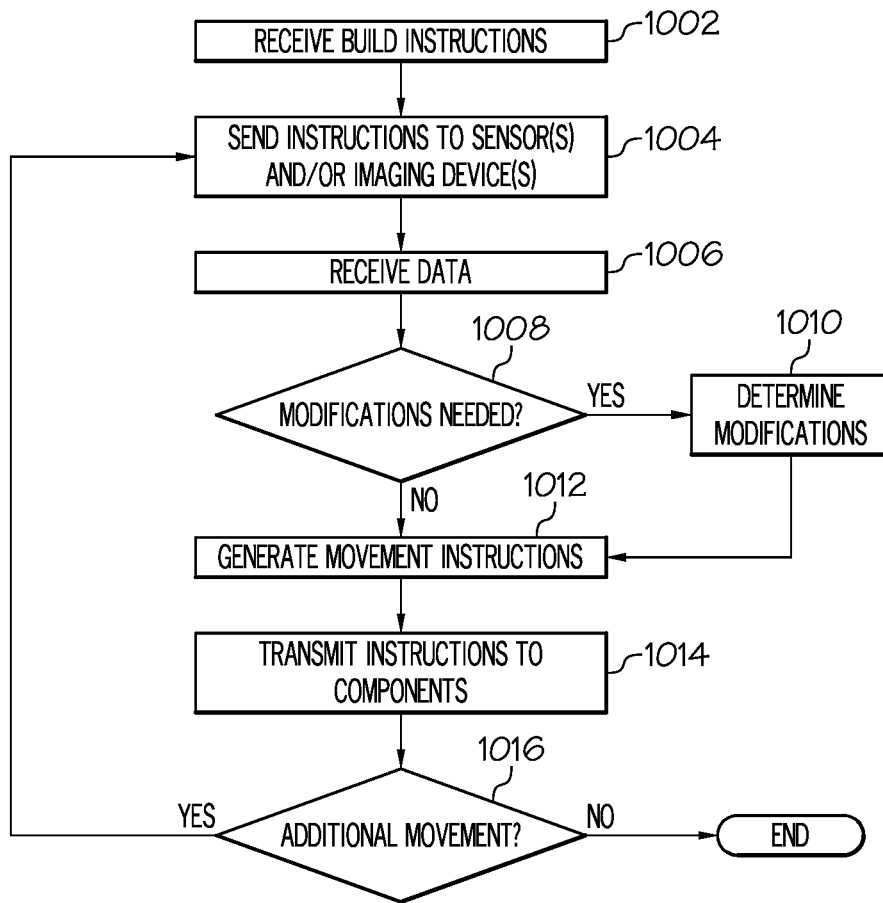 RECEIVE BUILD INSTRUCTIONS
1002
SEND INSTRUCTIONS TO SENSOR(S)
AND/OR IMAGING DEVICE(S)
1004
RECEIVE DATA
1006
1008
MODIFICATIONS NEEDED?
YES
1010
DETERMINE
MODIFICATIONS
NO
1012
GENERATE MOVEMENT INSTRUCTIONS
TRANSMIT INSTRUCTIONS TO
COMPONENTS
1014
1016
YES
ADDITIONAL MOVEMENT?
NO
END